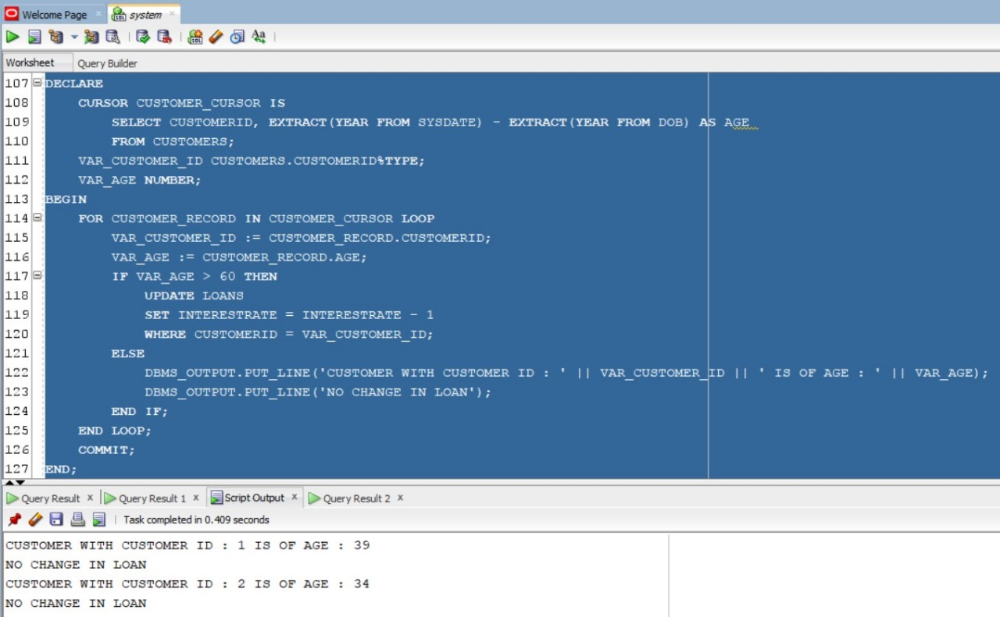 Welcome Page
system
Worksheet Query Builder
107 DECLARE
108 CURSOR CUSTOMER_CURSOR IS
109 SELECT CUSTOMERID, EXTRACT(YEAR FROM SYSDATE) - EXTRACT(YEAR FROM DOB) AS AGE
110 FROM CUSTOMERS;
111 VAR_CUSTOMER_ID CUSTOMERS.CUSTOMERID%TYPE;
112 VAR_AGE NUMBER;
113 BEGIN
114 FOR CUSTOMER_RECORD IN CUSTOMER_CURSOR LOOP
115 VAR_CUSTOMER_ID := CUSTOMER_RECORD.CUSTOMERID;
116 VAR_AGE := CUSTOMER_RECORD.AGE;
117 IF VAR_AGE > 60 THEN
118 UPDATE LOANS
119 SET INTERESTRATE = INTERESTRATE - 1
120 WHERE CUSTOMERID = VAR_CUSTOMER_ID;
121 ELSE
122 DBMS_OUTPUT.PUT_LINE('CUSTOMER WITH CUSTOMER ID : ' || VAR_CUSTOMER_ID || ' IS OF AGE : ' || VAR_AGE);
123 DBMS_OUTPUT.PUT_LINE('NO CHANGE IN LOAN');
124 END IF;
125 END LOOP;
126 COMMIT;
127 END;
Query Result x Query Result 1 x Script Output x Query Result 2 x
Task completed in 0.409 seconds
CUSTOMER WITH CUSTOMER ID : 1 IS OF AGE : 39
NO CHANGE IN LOAN
CUSTOMER WITH CUSTOMER ID : 2 IS OF AGE : 34
NO CHANGE IN LOAN